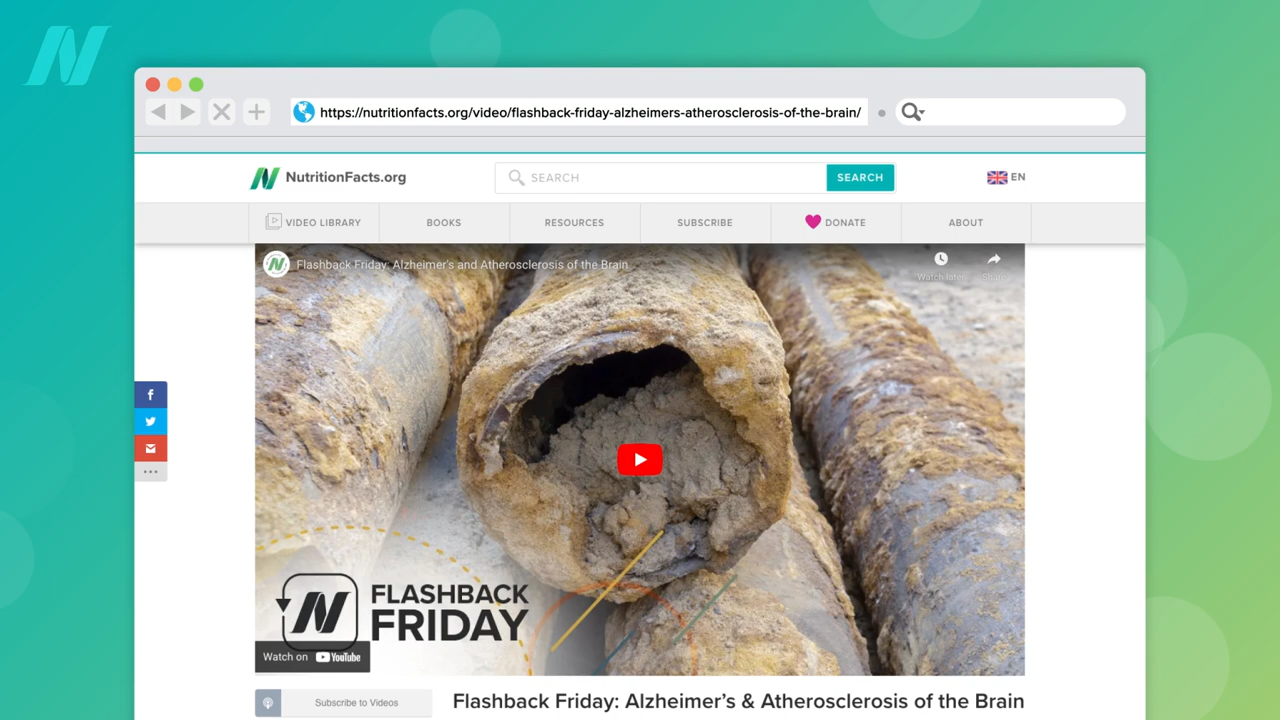 https://nutritionfacts.org/video/flashback-friday-alzheimers-atherosclerosis-of-the-brain/
NutritionFacts.org
SEARCH
SEARCH
EN
VIDEO LIBRARY
BOOKS
RESOURCES
SUBSCRIBE
DONATE
ABOUT
Flashback Friday: Alzheimer's and Atherosclerosis of the Brain
Watch later
Share
FLASHBACK
FRIDAY
Watch on YouTube
Subscribe to Videos
Flashback Friday: Alzheimer’s & Atherosclerosis of the Brain